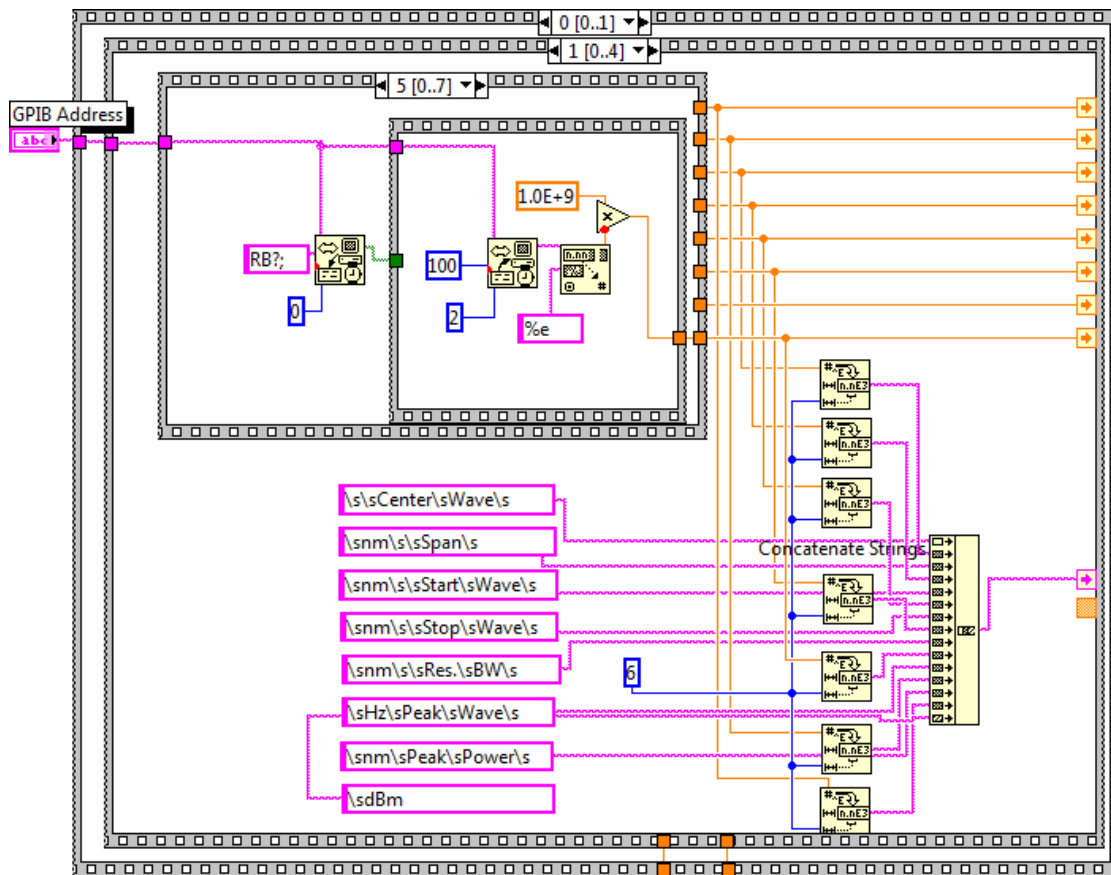 0 [0..1]
1 [0..4]
5 [0..7]
GPIB Address
abc
1.0E+9
RB?;
100
0
2
%e
\s\sCenter\sWave\s
\snm\s\sSpan\s
Concatenate Strings
\snm\s\sStart\sWave\s
\snm\s\sStop\sWave\s
\snm\s\sRes.\sBW\s
6
\sHz\sPeak\sWave\s
\snm\sPeak\sPower\s
\sdBm